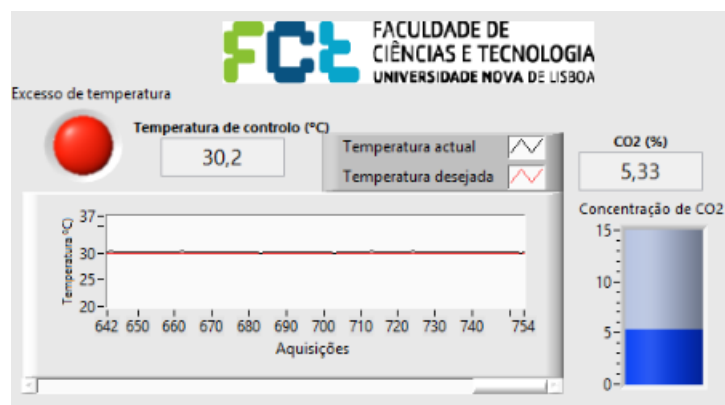 FCt
FACULDADE DE
CIÊNCIAS E TECNOLOGIA
UNIVERSIDADE NOVA DE LISBOA
Excesso de temperatura
Temperatura de controlo (ºC)
30,2
Temperatura actual
Temperatura desejada
CO2 (%)
5,33
Concentração de CO2
15
10
5
0
Temperatura ºC)
37
30
25
20
642 650 660 670 680 690 700 710 720 730 740 754
Aquisições